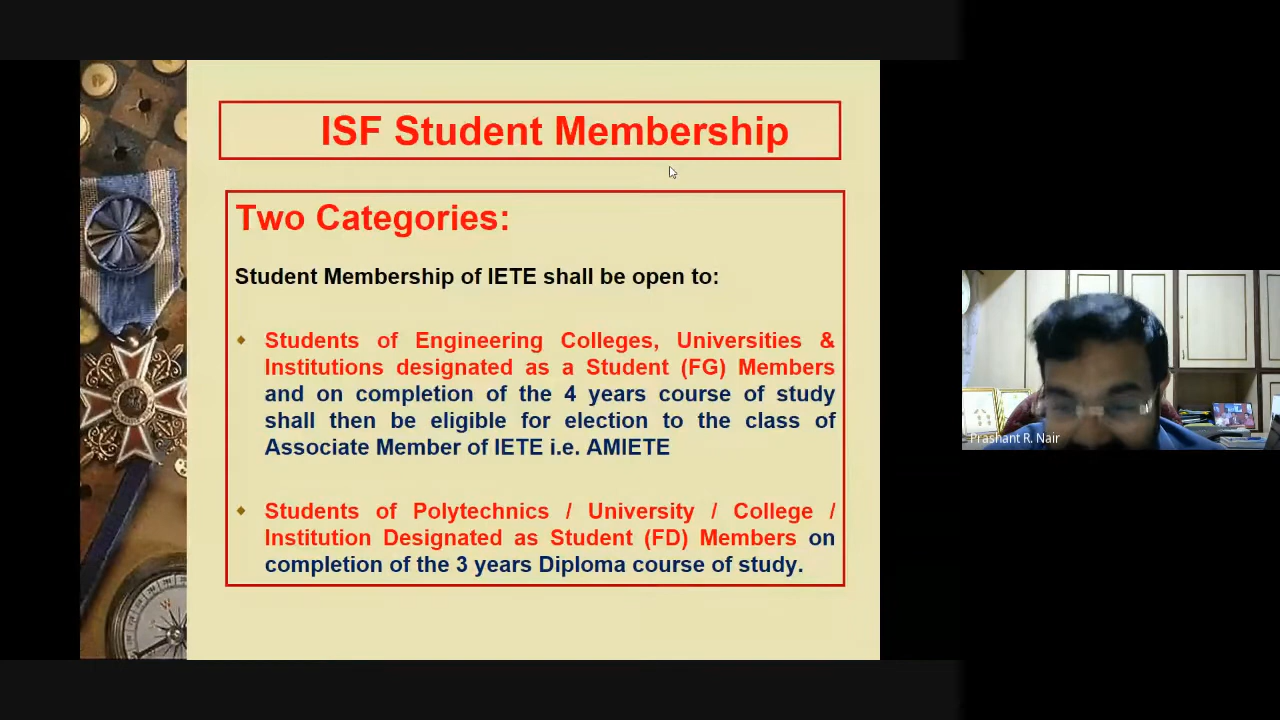 ISF Student Membership
Two Categories:
Student Membership of IETE shall be open to:
Students of Engineering Colleges, Universities &
Institutions designated as a Student (FG) Members
and on completion of the 4 years course of study
shall then be eligible for election to the class of
Associate Member of IETE i.e. AMIETE
Students of Polytechnics / University / College /
Institution Designated as Student (FD) Members on
completion of the 3 years Diploma course of study.
Prashant R. Nair